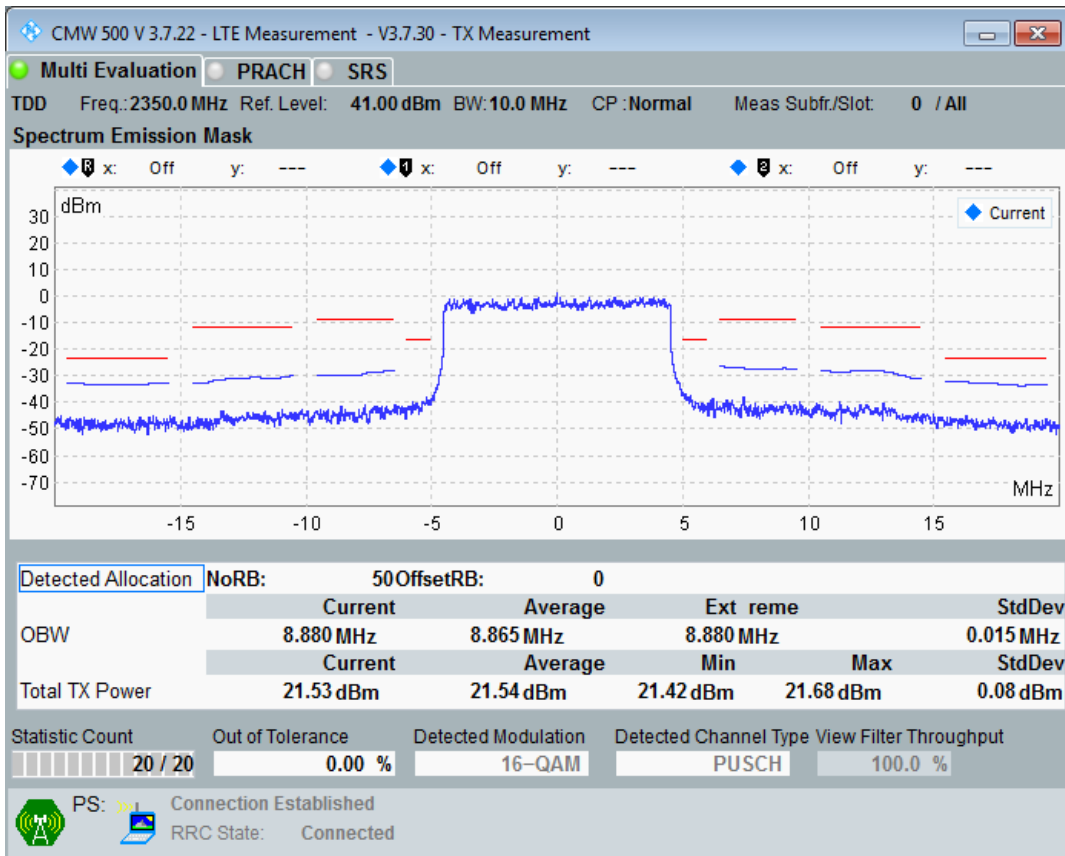 CMW 500 V 3.7.22 - LTE Measurement - V3.7.30 - TX Measurement
Multi Evaluation PRACH SRS
TDD Freq.:2350.0 MHz Ref. Level: 41.00 dBm BW:10.0 MHz CP :Normal Meas Subfr./Slot: 0 / All
Spectrum Emission Mask
R x: Off y: --- 1 x: Off y: --- 2 x: Off y: ---
dBm
Current
30
20
10
0
-10
-20
-30
-40
-50
-60
-70
MHz
-15 -10 -5 0 5 10 15
Detected Allocation NoRB: 50 OffsetRB: 0
Current Average Ext reme StdDev
OBW 8.880 MHz 8.865 MHz 8.880 MHz 0.015 MHz
Current Average Min Max StdDev
Total TX Power 21.53 dBm 21.54 dBm 21.42 dBm 21.68 dBm 0.08 dBm
Statistic Count Out of Tolerance Detected Modulation Detected Channel Type View Filter Throughput
20 / 20 0.00 % 16-QAM PUSCH 100.0 %
PS: Connection Established
RRC State: Connected